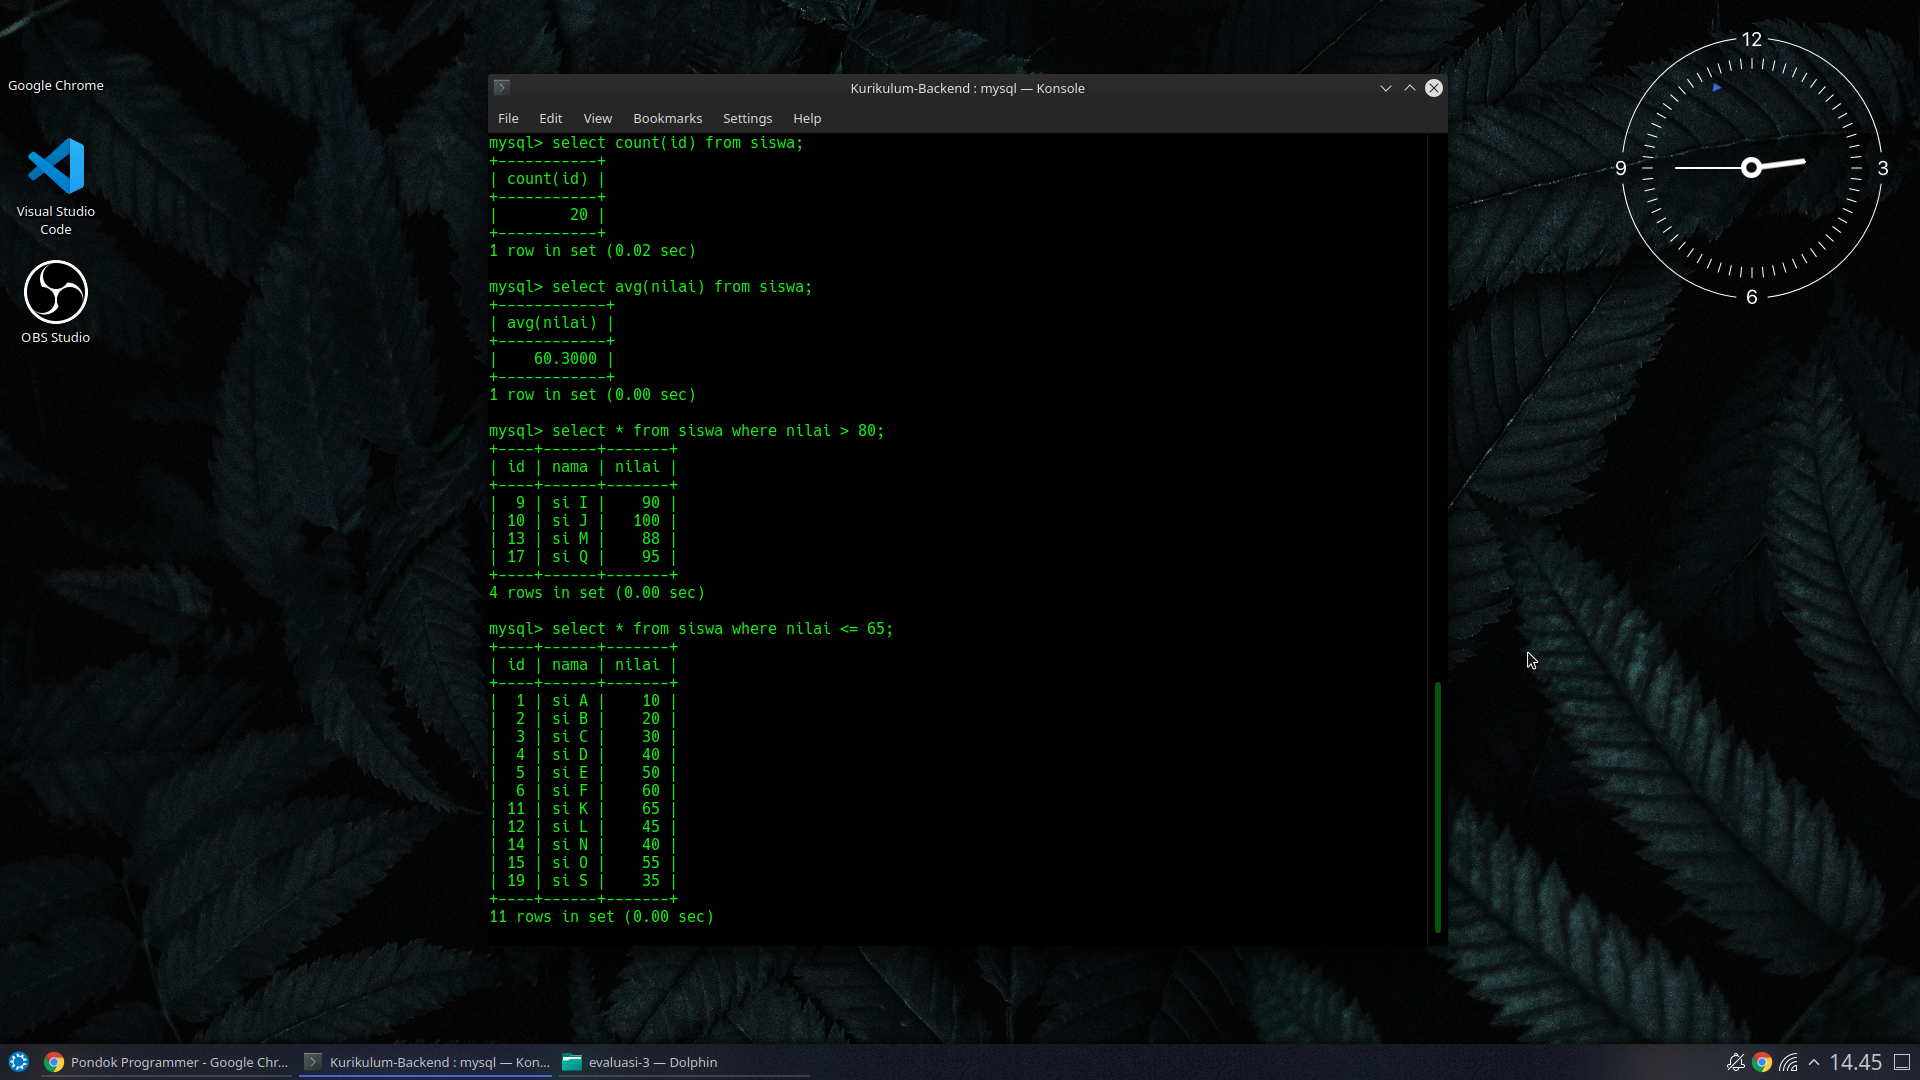 Google Chrome
Visual Studio
Code
OBS Studio
Kurikulum-Backend : mysql — Konsole
File Edit View Bookmarks Settings Help
mysql> select count(id) from siswa;
+-----------+
| count(id) |
+-----------+
|        20 |
+-----------+
1 row in set (0.02 sec)
mysql> select avg(nilai) from siswa;
+------------+
| avg(nilai) |
+------------+
|    60.3000 |
+------------+
1 row in set (0.00 sec)
mysql> select * from siswa where nilai > 80;
+----+------+-------+
| id | nama | nilai |
+----+------+-------+
|  9 | si I |    90 |
| 10 | si J |   100 |
| 13 | si M |    88 |
| 17 | si Q |    95 |
+----+------+-------+
4 rows in set (0.00 sec)
mysql> select * from siswa where nilai <= 65;
+----+------+-------+
| id | nama | nilai |
+----+------+-------+
|  1 | si A |    10 |
|  2 | si B |    20 |
|  3 | si C |    30 |
|  4 | si D |    40 |
|  5 | si E |    50 |
|  6 | si F |    60 |
| 11 | si K |    65 |
| 12 | si L |    45 |
| 14 | si N |    40 |
| 15 | si O |    55 |
| 19 | si S |    35 |
+----+------+-------+
11 rows in set (0.00 sec)
12
9
3
6
Pondok Programmer - Google Chr...
Kurikulum-Backend : mysql — Kon...
evaluasi-3 — Dolphin
14.45